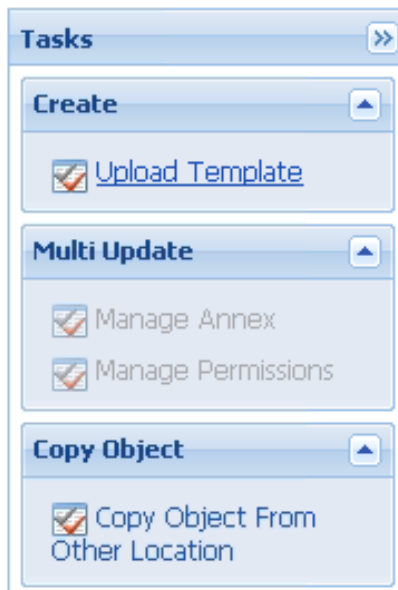 Tasks
Create
Upload Template
Multi Update
Manage Annex
Manage Permissions
Copy Object
Copy Object From
Other Location